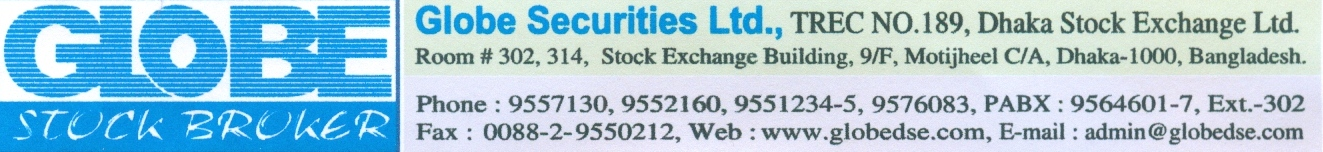 GLOBE
STOCK BROKER
Globe Securities Ltd., TREC NO.189, Dhaka Stock Exchange Ltd.
Room # 302, 314, Stock Exchange Building, 9/F, Motijheel C/A, Dhaka-1000, Bangladesh.
Phone : 9557130, 9552160, 9551234-5, 9576083, PABX : 9564601-7, Ext.-302
Fax : 0088-2-9550212, Web : www.globedse.com, E-mail : admin@globedse.com